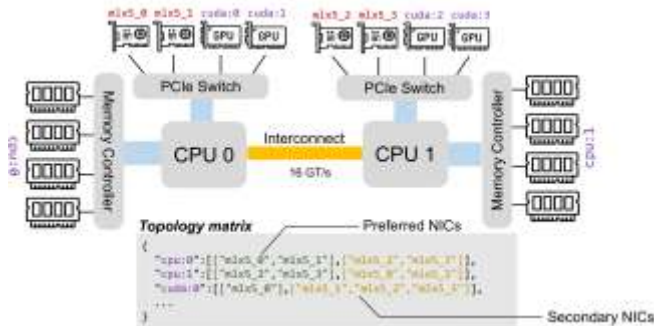 mlx5_0 mlx5_1 cuda:0 cuda:1
mlx5_2 mlx5_3 cuda:2 cuda:3
GPU GPU
GPU GPU
PCIe Switch
PCIe Switch
cpu:0
Memory Controller
CPU 0
Interconnect
16 GT/s
CPU 1
Memory Controller
cpu:1
Topology matrix
Preferred NICs
{
"cpu:0":[["mlx5_0","mlx5_1"],["mlx5_2","mlx5_3"]],
"cpu:1":[["mlx5_2","mlx5_3"],["mlx5_0","mlx5_1"]],
"cuda:0":[["mlx5_0"],["mlx5_1","mlx5_2","mlx5_3"]],
...
}
Secondary NICs